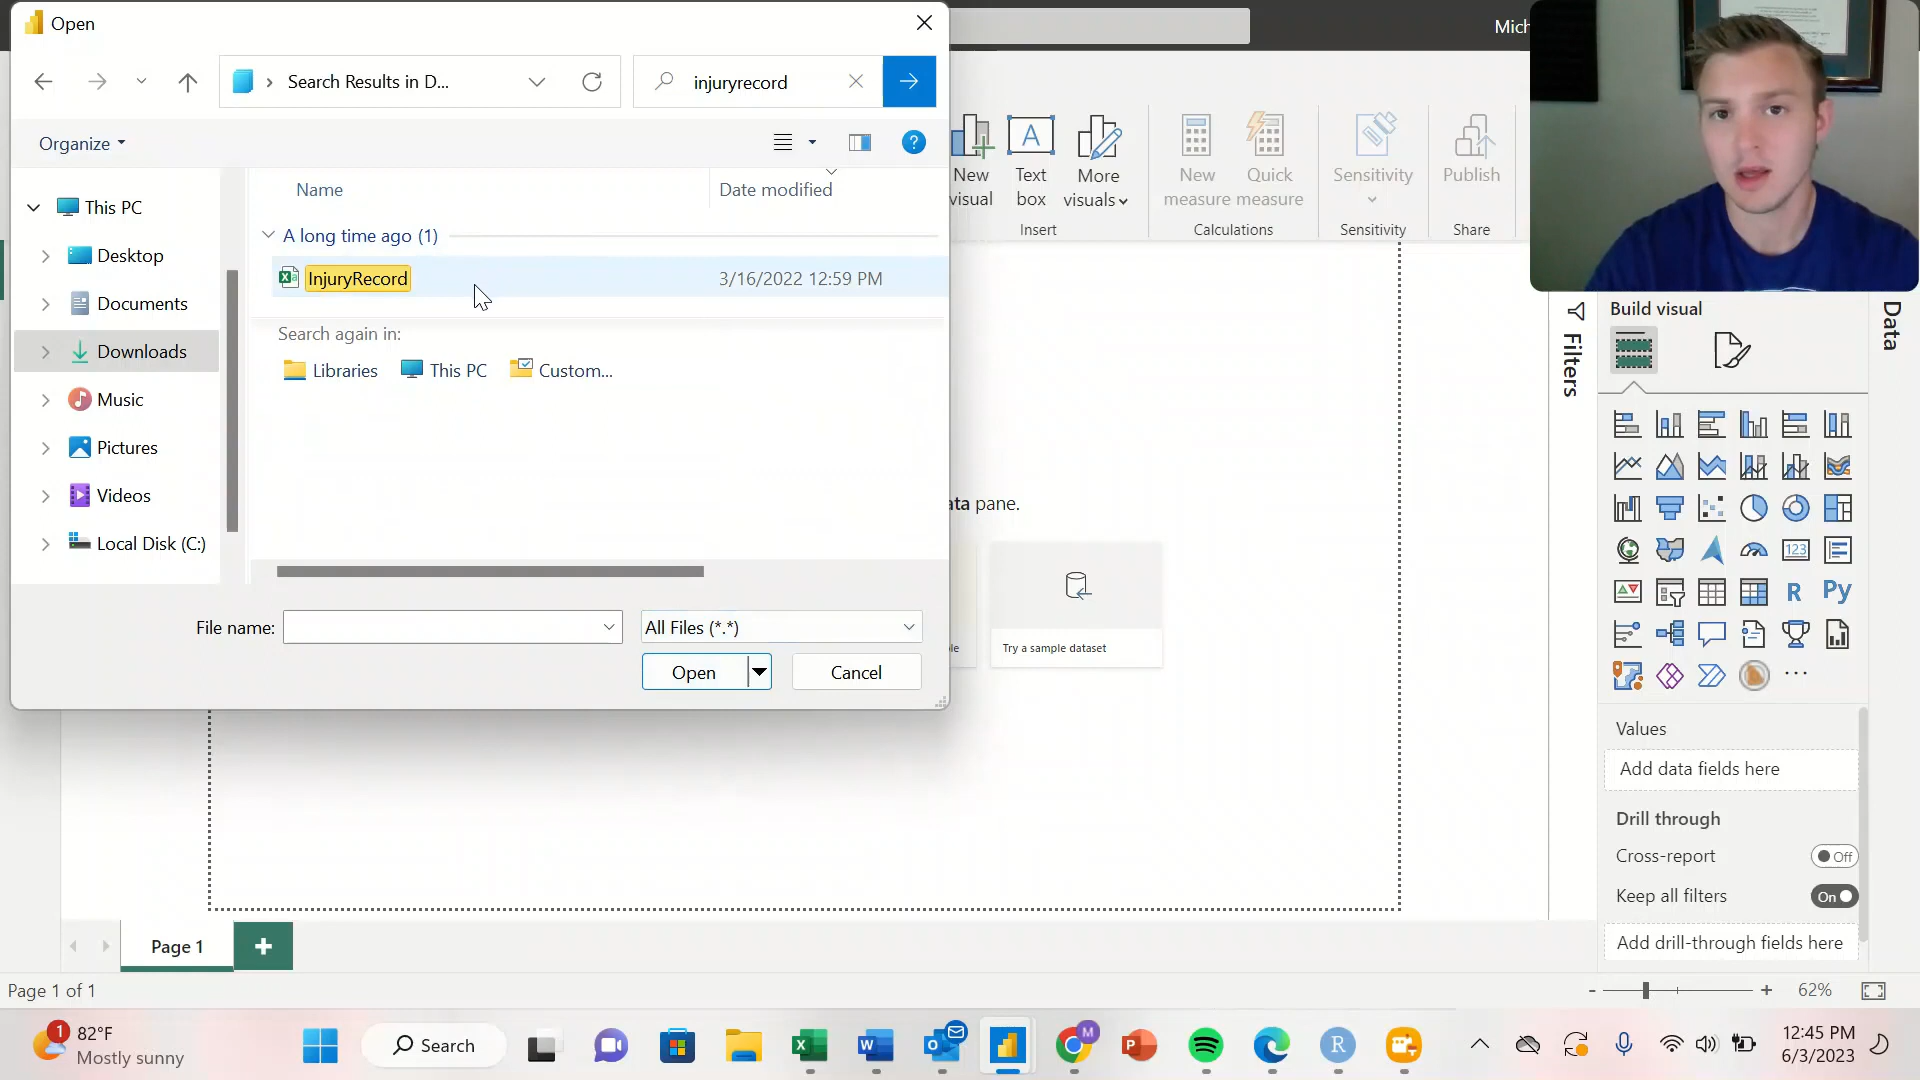 Open
Search Results in D...
injuryrecord
Organize
Name
Date modified
This PC
Desktop
Documents
Downloads
Music
Pictures
Videos
Local Disk (C:)
A long time ago (1)
InjuryRecord
3/16/2022 12:59 PM
Search again in:
Libraries
This PC
Custom...
File name:
All Files (*.*)
Open
Cancel
Mich
New
visual
Text
box
More
visuals
Insert
New
measure
Quick
measure
Calculations
Sensitivity
Sensitivity
Publish
Share
ata pane.
le
Try a sample dataset
Filters
Build visual
Data
123
R
Py
Values
Add data fields here
Drill through
Cross-report
Off
Keep all filters
On
Add drill-through fields here
Page 1
Page 1 of 1
62%
1
82°F
Mostly sunny
Search
M
12:45 PM
6/3/2023